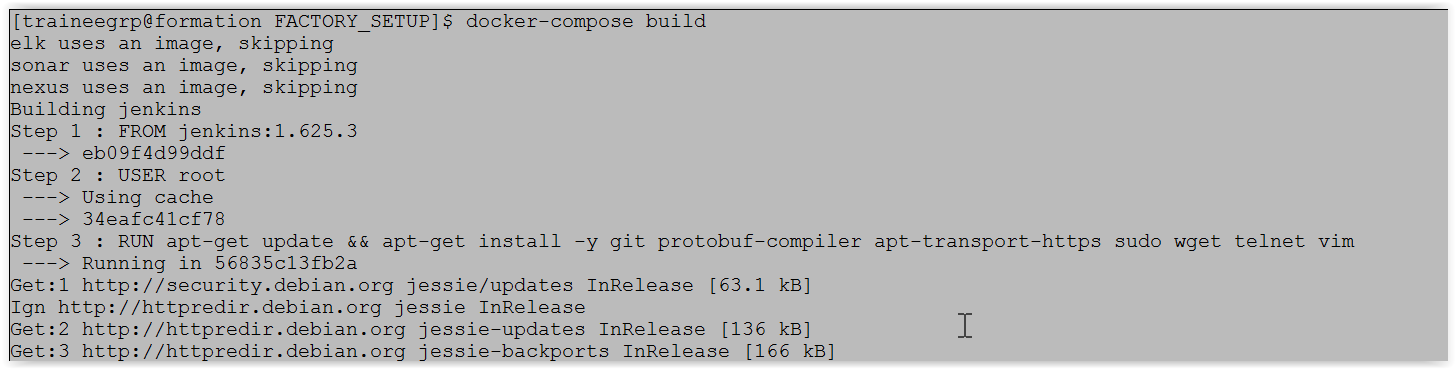 [traineegrp@formation FACTORY_SETUP]$ docker-compose build
elk uses an image, skipping
sonar uses an image, skipping
nexus uses an image, skipping
Building jenkins
Step 1 : FROM jenkins:1.625.3
 ---> eb09f4d99ddf
Step 2 : USER root
 ---> Using cache
 ---> 34eafc41cf78
Step 3 : RUN apt-get update && apt-get install -y git protobuf-compiler apt-transport-https sudo wget telnet vim
 ---> Running in 56835c13fb2a
Get:1 http://security.debian.org jessie/updates InRelease [63.1 kB]
Ign http://httpredir.debian.org jessie InRelease
Get:2 http://httpredir.debian.org jessie-updates InRelease [136 kB]
Get:3 http://httpredir.debian.org jessie-backports InRelease [166 kB]